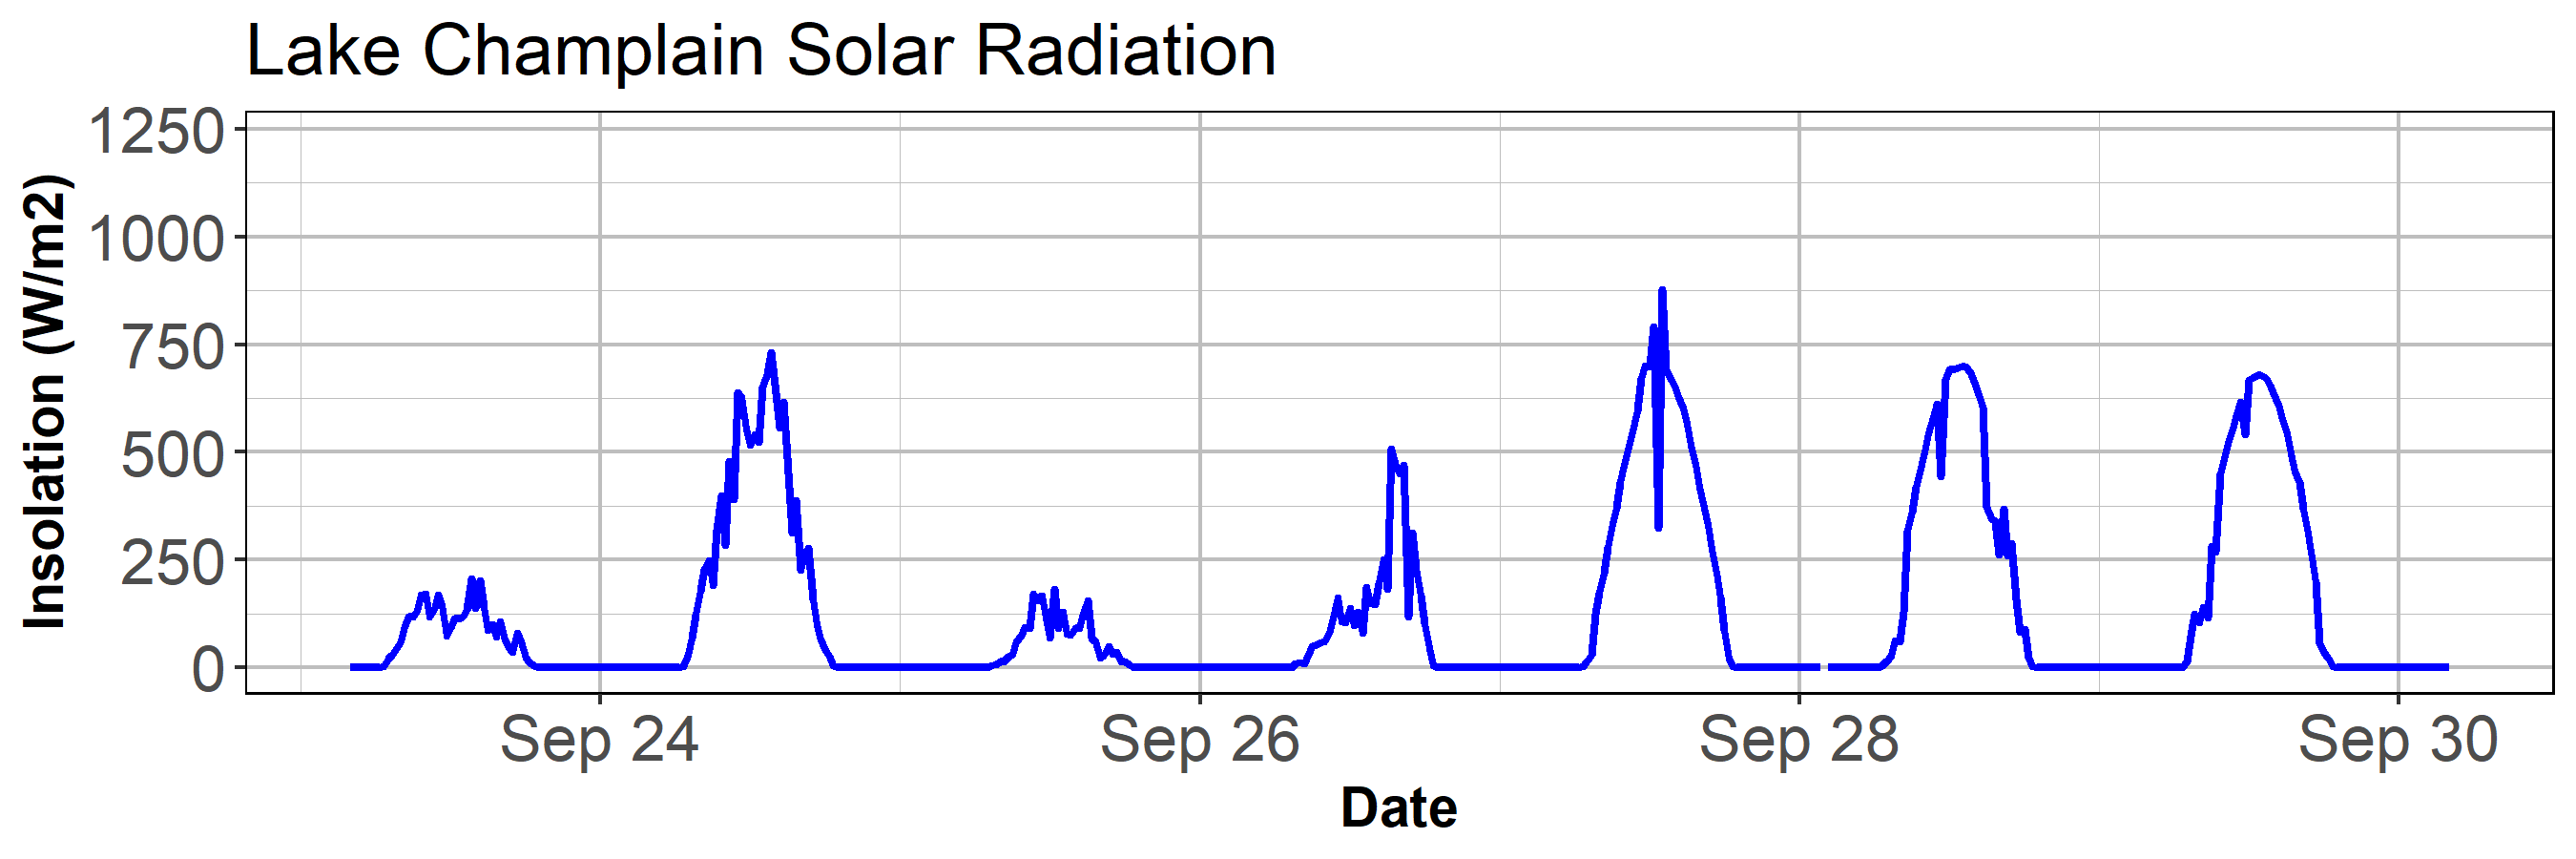 Lake Champlain Solar Radiation
Insolation (W/m2)
1250
1000
750
500
250
0
Sep 24 Sep 26 Sep 28 Sep 30
Date